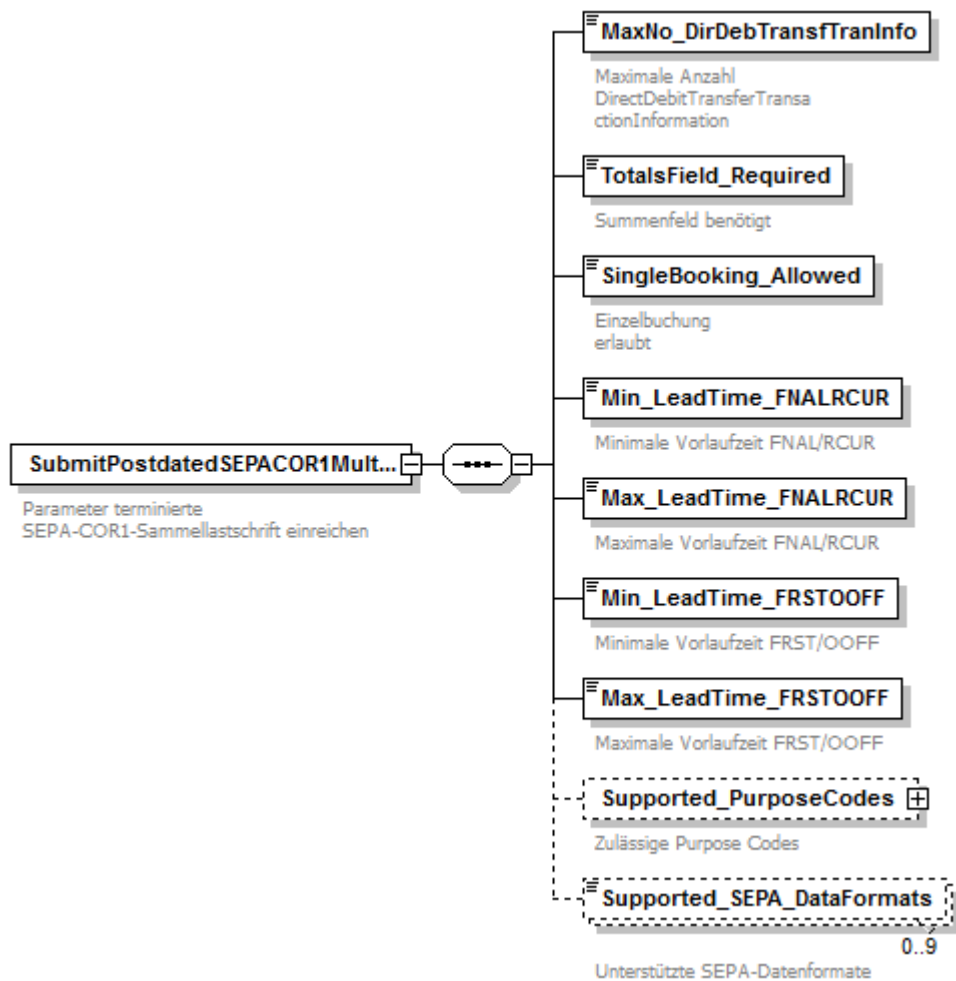 MaxNo_DirDebTransfTranInfo
Maximale Anzahl
DirectDebitTransferTransa
ctionInformation
TotalsField_Required
Summenfeld benötigt
SingleBooking_Allowed
Einzelbuchung
erlaubt
Min_LeadTime_FNALRCUR
Minimale Vorlaufzeit FNAL/RCUR
SubmitPostdatedSEPACOR1Mult...
Parameter terminierte
SEPA-COR1-Sammellastschrift einreichen
Max_LeadTime_FNALRCUR
Maximale Vorlaufzeit FNAL/RCUR
Min_LeadTime_FRSTOOFF
Minimale Vorlaufzeit FRST/OOFF
Max_LeadTime_FRSTOOFF
Maximale Vorlaufzeit FRST/OOFF
Supported_PurposeCodes
Zulässige Purpose Codes
Supported_SEPA_DataFormats
0..9
Unterstützte SEPA-Datenformate